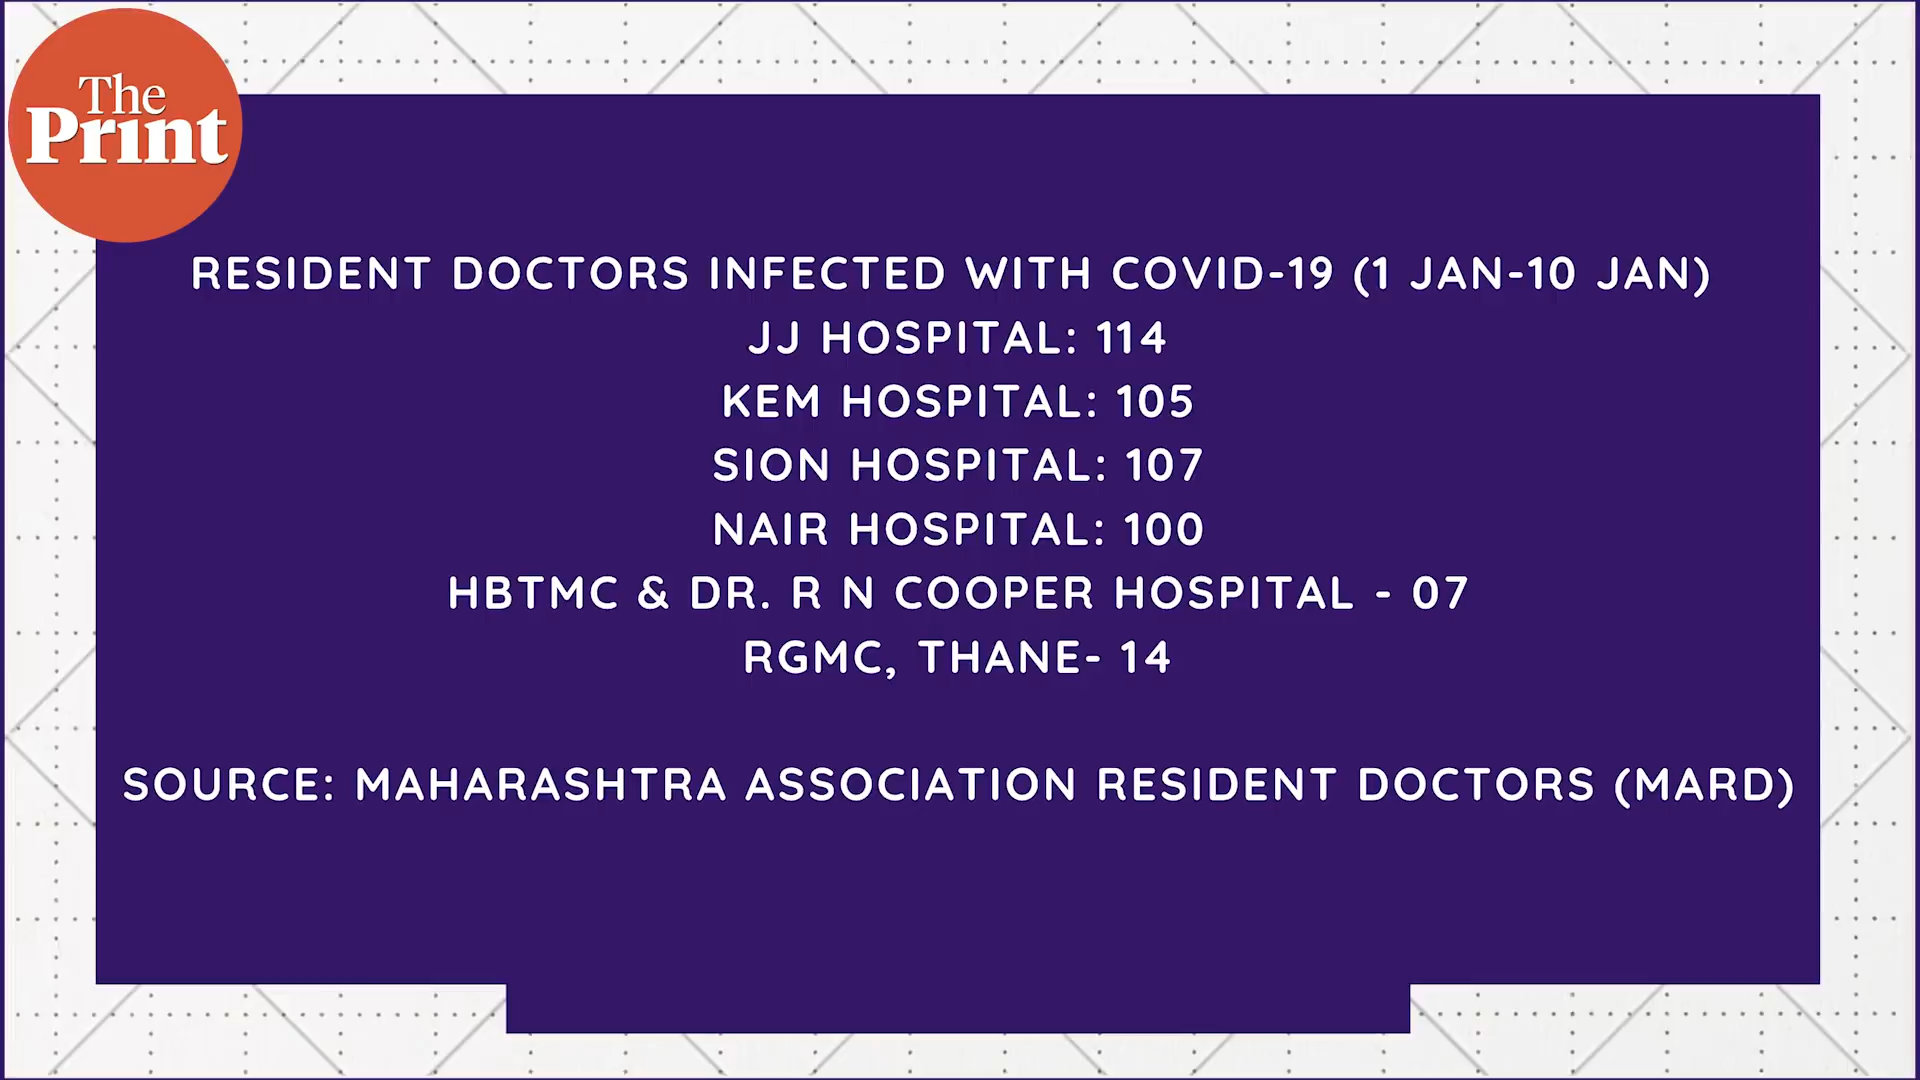 The
Print
RESIDENT DOCTORS INFECTED WITH COVID-19 (1 JAN-10 JAN)
JJ HOSPITAL: 114
KEM HOSPITAL: 105
SION HOSPITAL: 107
NAIR HOSPITAL: 100
HBTMC & DR. R N COOPER HOSPITAL - 07
RGMC, THANE- 14
SOURCE: MAHARASHTRA ASSOCIATION RESIDENT DOCTORS (MARD)